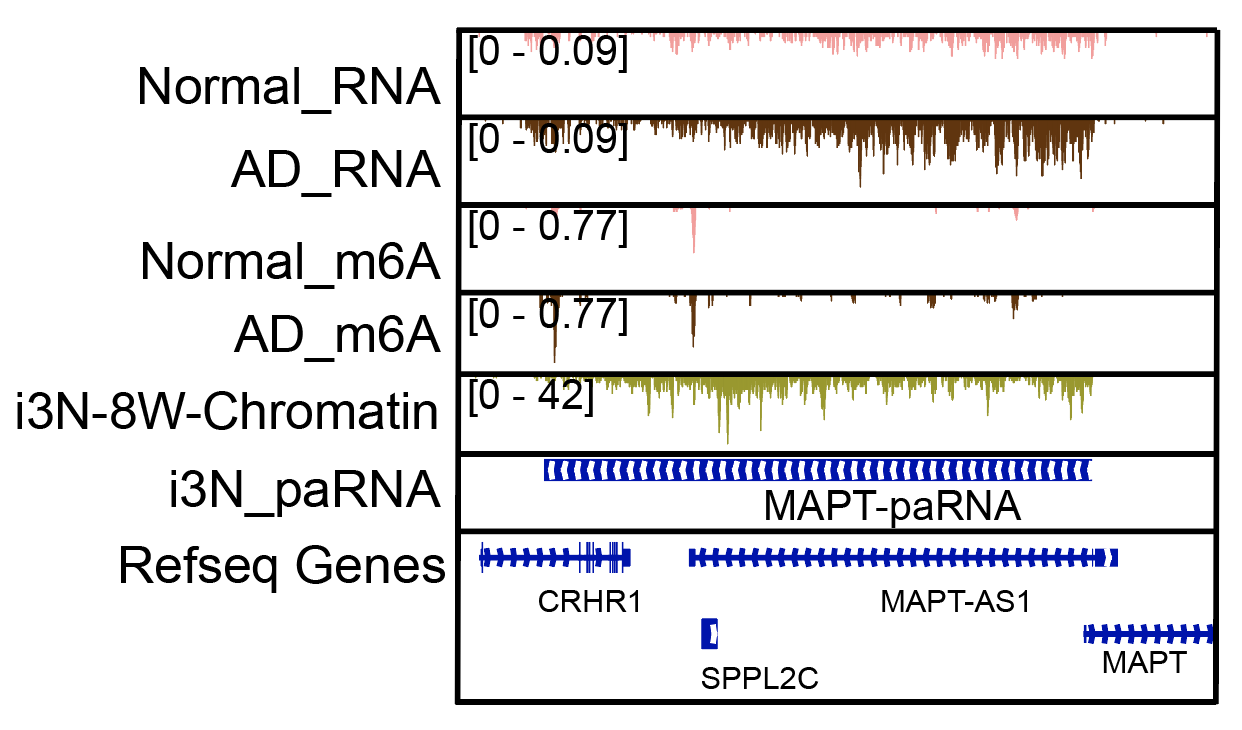 [0 - 0.09]
Normal_RNA
[0 - 0.09]
AD_RNA
[0 - 0.77]
Normal_m6A
[0 - 0.77]
AD_m6A
[0 - 42]
i3N-8W-Chromatin
i3N_paRNA
MAPT-paRNA
Refseq Genes
CRHR1
MAPT-AS1
SPPL2C
MAPT